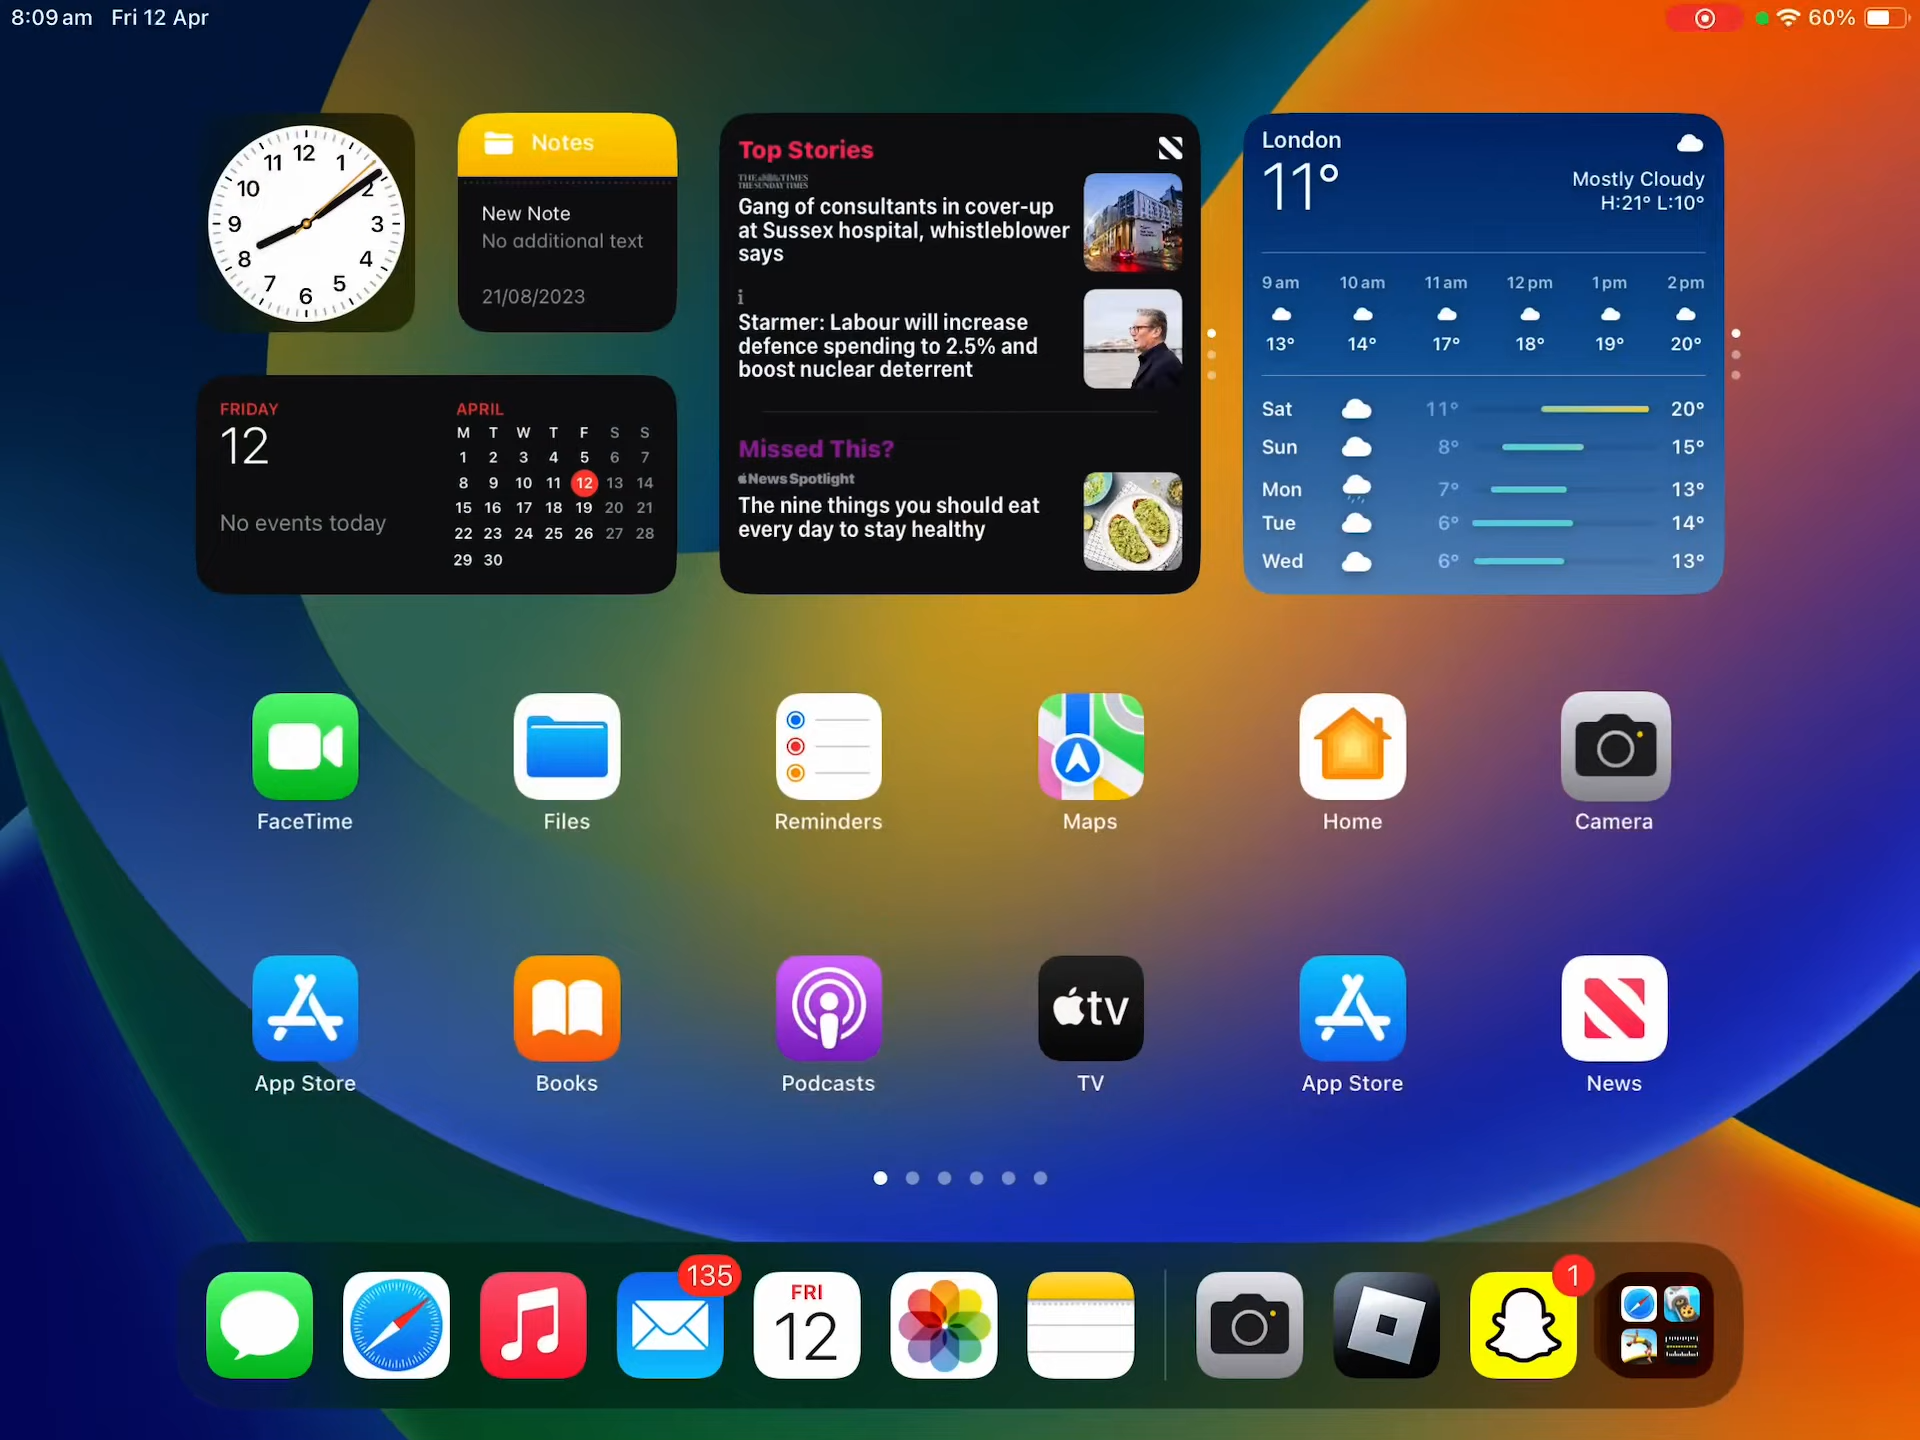 8:09 am Fri 12 Apr
60%
12
1
2
3
4
5
6
7
8
9
10
11
Notes
New Note
No additional text
21/08/2023
Top Stories
THE TIMES
THE SUNDAY TIMES
Gang of consultants in cover-up
at Sussex hospital, whistleblower
says
i
Starmer: Labour will increase
defence spending to 2.5% and
boost nuclear deterrent
Missed This?
News Spotlight
The nine things you should eat
every day to stay healthy
London
11°
Mostly Cloudy
H:21° L:10°
9 am 10 am 11 am 12 pm 1 pm 2 pm
13° 14° 17° 18° 19° 20°
Sat 11° 20°
Sun 8° 15°
Mon 7° 13°
Tue 6° 14°
Wed 6° 13°
FRIDAY
12
No events today
APRIL
M T W T F S S
1 2 3 4 5 6 7
8 9 10 11 12 13 14
15 16 17 18 19 20 21
22 23 24 25 26 27 28
29 30
FaceTime Files Reminders Maps Home Camera
tv
App Store Books Podcasts TV App Store News
135
FRI
12
1